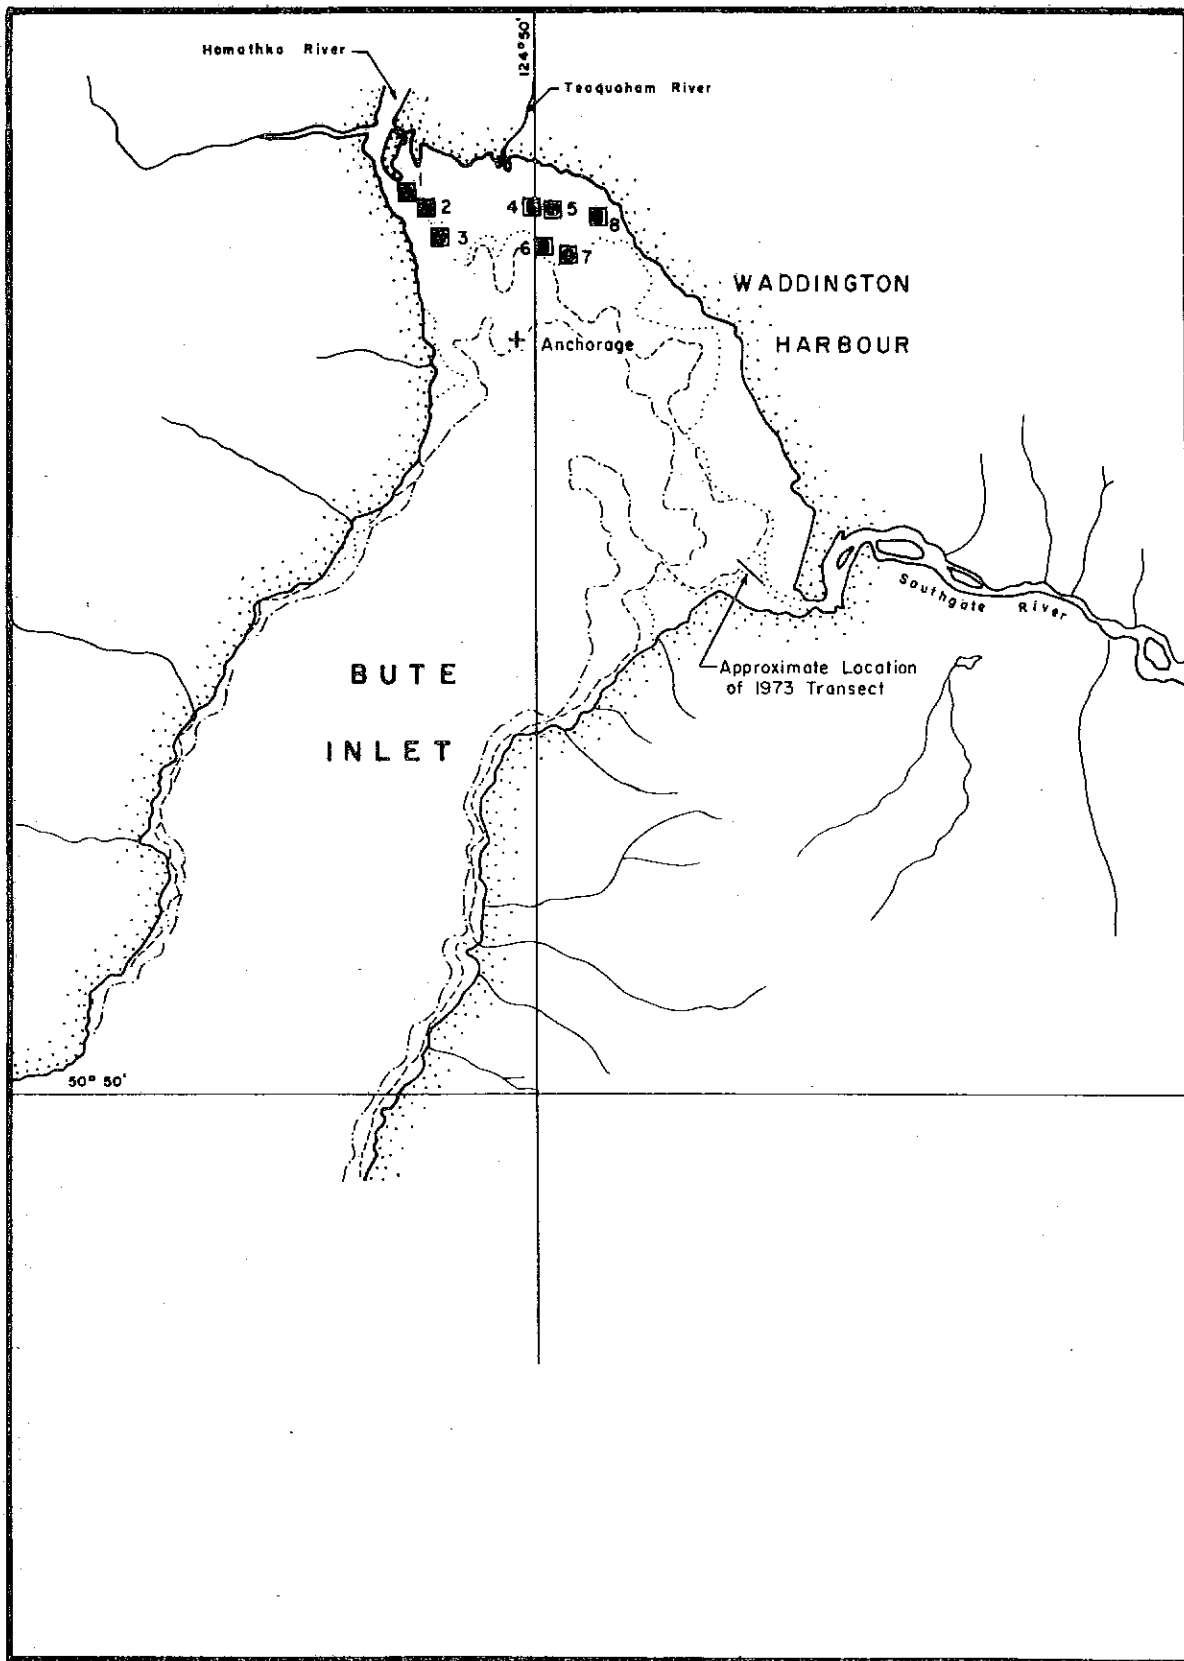 Homathko River
124° 50'
Teaquaham River
1
2
3
4
5
6
7
8
WADDINGTON
HARBOUR
Anchorage
Southgate River
Approximate Location
of 1973 Transect
BUTE
INLET
50° 50'